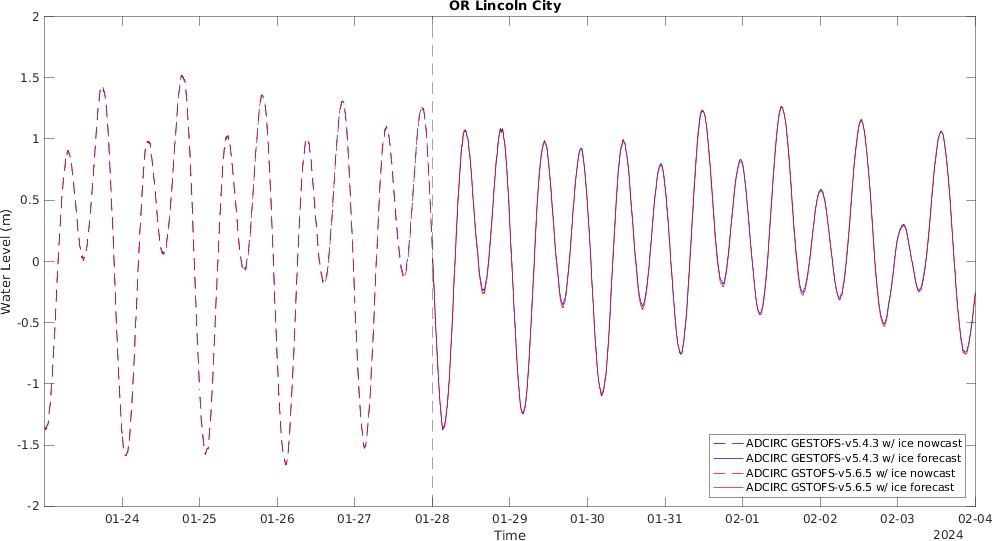 OR Lincoln City
Water Level (m)
2
1.5
1
0.5
0
-0.5
-1
-1.5
-2
01-24 01-25 01-26 01-27 01-28 01-29 01-30 01-31 02-01 02-02 02-03 02-04
Time
2024
ADCIRC GESTOFS-v5.4.3 w/ ice nowcast
ADCIRC GESTOFS-v5.4.3 w/ ice forecast
ADCIRC GSTOFS-v5.6.5 w/ ice nowcast
ADCIRC GSTOFS-v5.6.5 w/ ice forecast